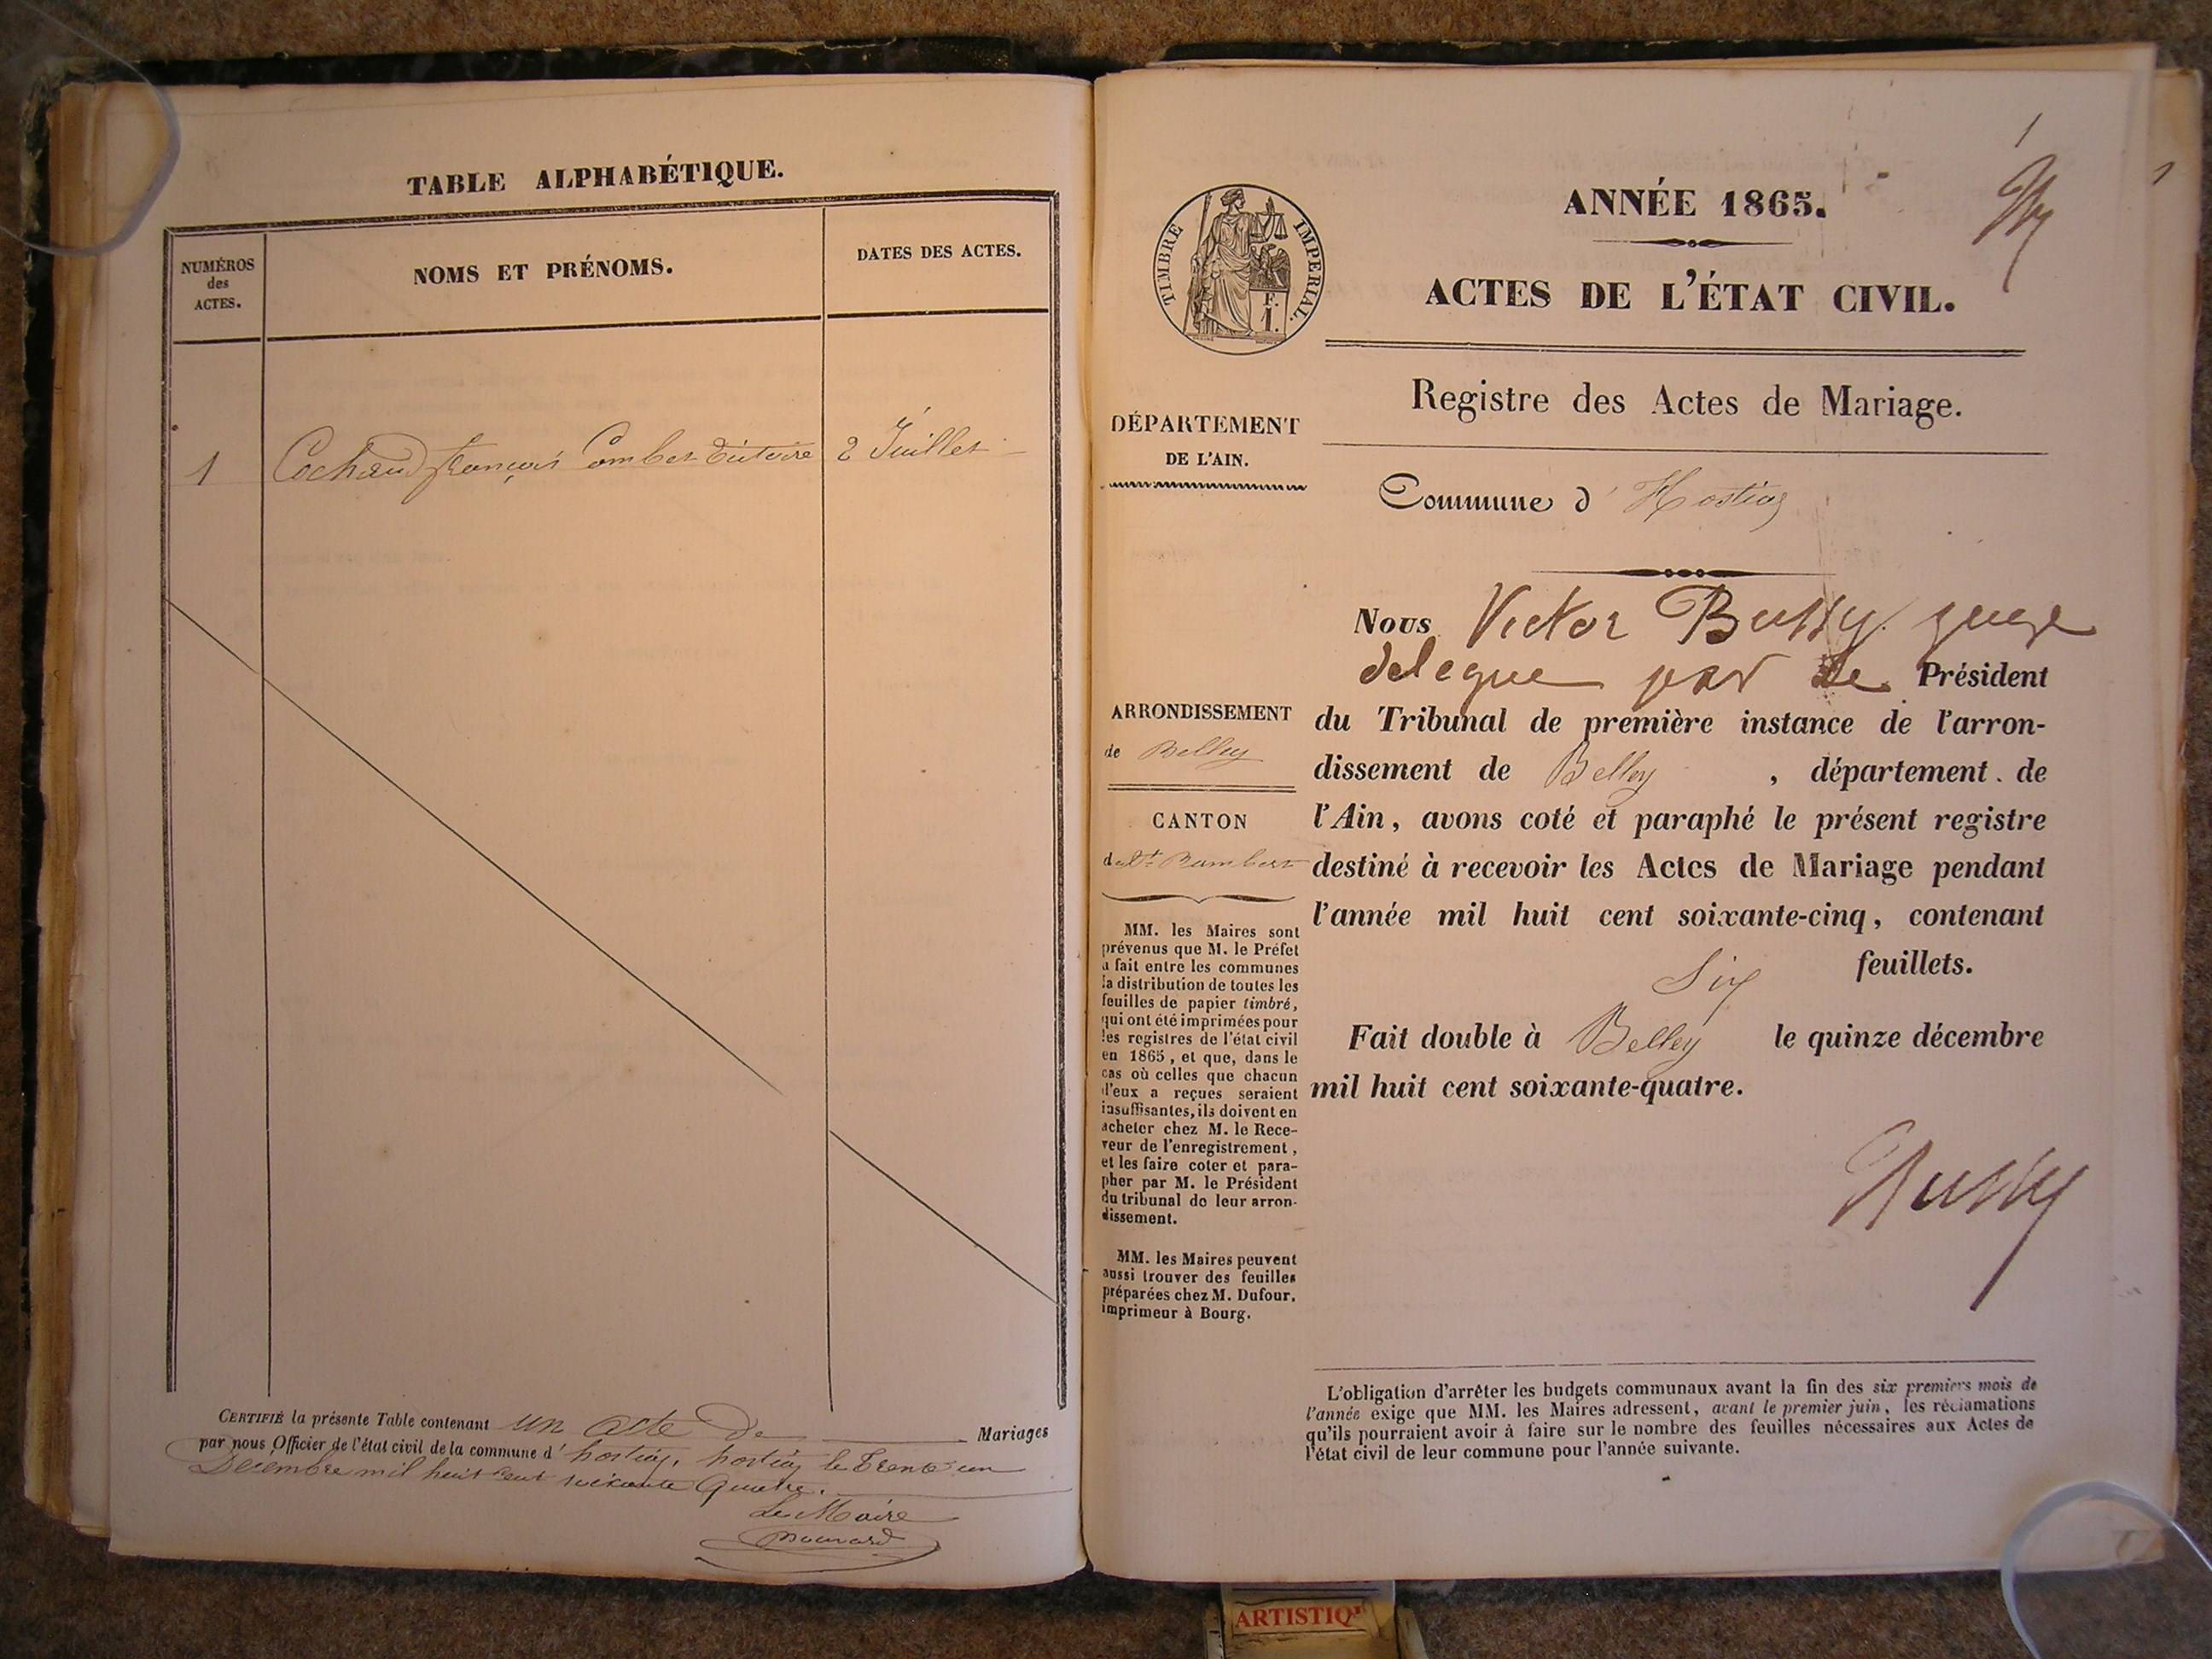 TABLE ALPHABÉTIQUE.
NUMÉROS
des
ACTES.
NOMS ET PRÉNOMS.
DATES DES ACTES.
1 Cochaud françois Combet Victoire 2 Juillet
CERTIFIÉ la présente Table contenant un acte de Mariages
par nous Officier de l'état civil de la commune d' hostiaz, hostiaz le trente un
Décembre mil huit cent soixante quatre.
Le Maire
1
ANNÉE 1865.
ACTES DE L'ÉTAT CIVIL.
TIMBRE IMPERIAL.
F.
1.
Registre des Actes de Mariage.
DÉPARTEMENT
DE L'AIN.
Commune d' Hostiaz
Nous Victor Bussy juge
delegue par le Président
du Tribunal de première instance de l'arron-
dissement de Belley , département de
l'Ain, avons coté et paraphé le présent registre
destiné à recevoir les Actes de Mariage pendant
l'année mil huit cent soixante-cinq, contenant
Six feuillets.
Fait double à Belley le quinze décembre
mil huit cent soixante-quatre.
Bussy
ARRONDISSEMENT
de Belley
CANTON
de St Rambert
MM. les Maires sont
prévenus que M. le Préfet
a fait entre les communes
la distribution de toutes les
feuilles de papier timbré,
qui ont été imprimées pour
les registres de l'état civil
en 1865, et que, dans le
cas où celles que chacun
d'eux a reçues seraient
insuffisantes, ils doivent en
acheter chez M. le Rece-
veur de l'enregistrement,
et les faire coter et para-
pher par M. le Président
du tribunal de leur arron-
dissement.
MM. les Maires peuvent
aussi trouver des feuilles
préparées chez M. Dufour,
imprimeur à Bourg.
L'obligation d'arrêter les budgets communaux avant la fin des six premiers mois de
l'année exige que MM. les Maires adressent, avant le premier juin, les réclamations
qu'ils pourraient avoir à faire sur le nombre des feuilles nécessaires aux Actes de
l'état civil de leur commune pour l'année suivante.
ARTISTIQ